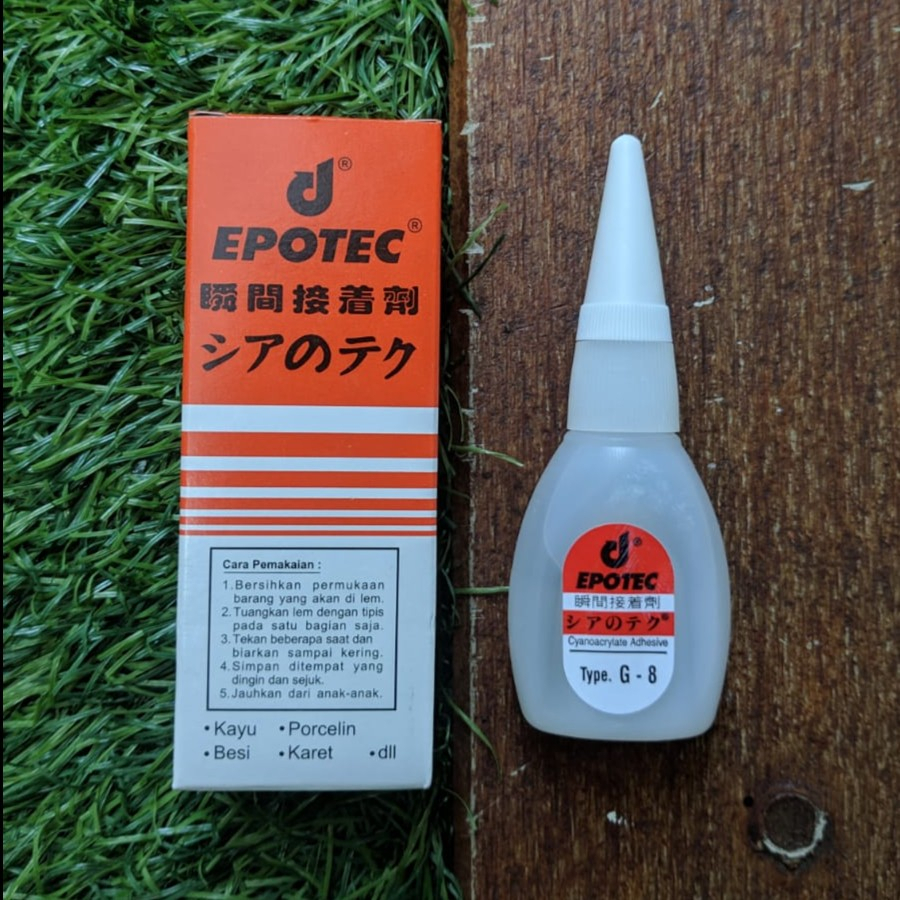 ®
EPOTEC®
瞬間接着劑
シアのテク
Cara Pemakaian :
1.Bersihkan permukaan
barang yang akan di lem.
2.Tuangkan lem dengan tipis
pada satu bagian saja.
3.Tekan beberapa saat dan
biarkan sampai kering.
4.Simpan ditempat yang
dingin dan sejuk.
5.Jauhkan dari anak-anak.
•Kayu •Porcelin
•Besi •Karet •dll
®
EPOTEC
瞬間接着劑
シアのテク®
Cyanoacrylate Adhesive
Type. G - 8